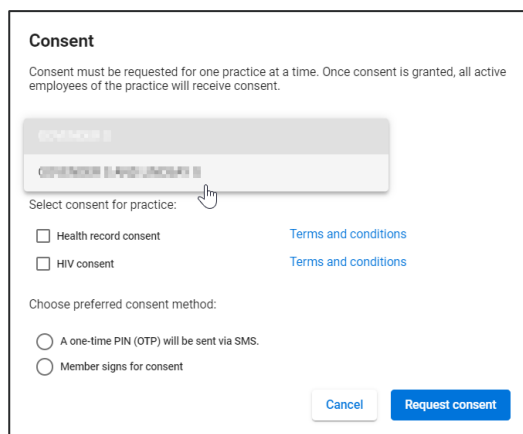 Consent
Consent must be requested for one practice at a time. Once consent is granted, all active
employees of the practice will receive consent.
Select consent for practice:
Health record consent Terms and conditions
HIV consent Terms and conditions
Choose preferred consent method:
A one-time PIN (OTP) will be sent via SMS.
Member signs for consent
Cancel Request consent